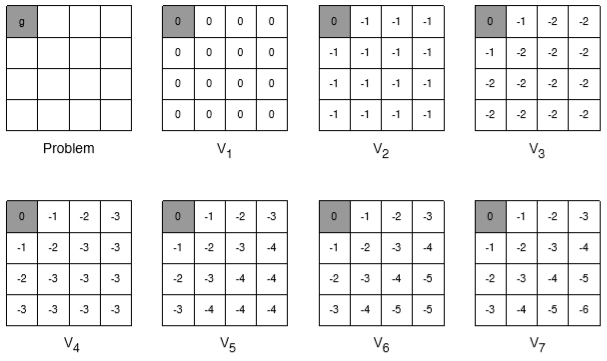 g
Problem
0 0 0 0
0 0 0 0
0 0 0 0
0 0 0 0
V1
0 -1 -1 -1
-1 -1 -1 -1
-1 -1 -1 -1
-1 -1 -1 -1
V2
0 -1 -2 -2
-1 -2 -2 -2
-2 -2 -2 -2
-2 -2 -2 -2
V3
0 -1 -2 -3
-1 -2 -3 -3
-2 -3 -3 -3
-3 -3 -3 -3
V4
0 -1 -2 -3
-1 -2 -3 -4
-2 -3 -4 -4
-3 -4 -4 -4
V5
0 -1 -2 -3
-1 -2 -3 -4
-2 -3 -4 -5
-3 -4 -5 -5
V6
0 -1 -2 -3
-1 -2 -3 -4
-2 -3 -4 -5
-3 -4 -5 -6
V7